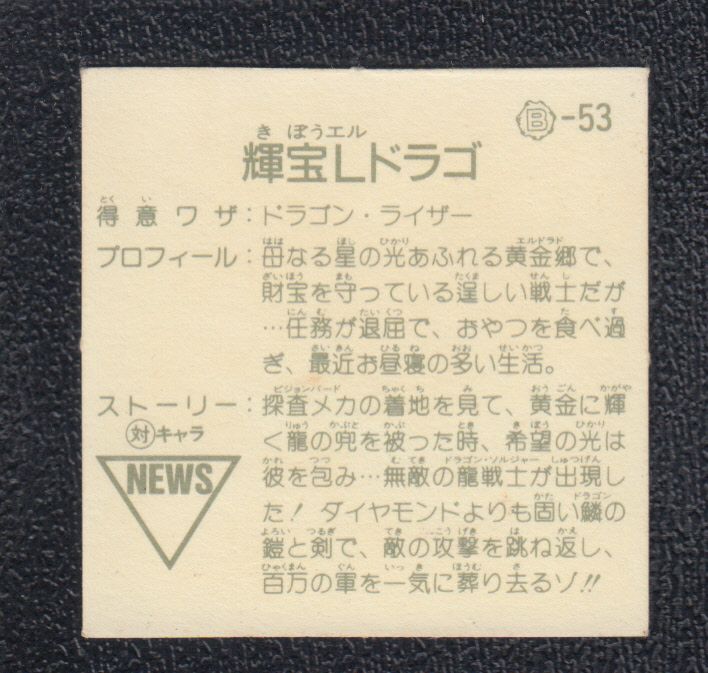 Ⓑ-53
輝宝Lドラゴ
きぼうエル
得意ワザ:ドラゴン・ライザー
プロフィール:母なる星の光あふれる黄金郷で、
財宝を守っている逞しい戦士だが
…任務が退屈で、おやつを食べ過
ぎ、最近お昼寝の多い生活。
ストーリー:探査メカの着地を見て、黄金に輝
く龍の兜を被った時、希望の光は
彼を包み…無敵の龍戦士が出現し
た!ダイヤモンドよりも固い鱗の
鎧と剣で、敵の攻撃を跳ね返し、
百万の軍を一気に葬り去るゾ!!
対キャラ
NEWS